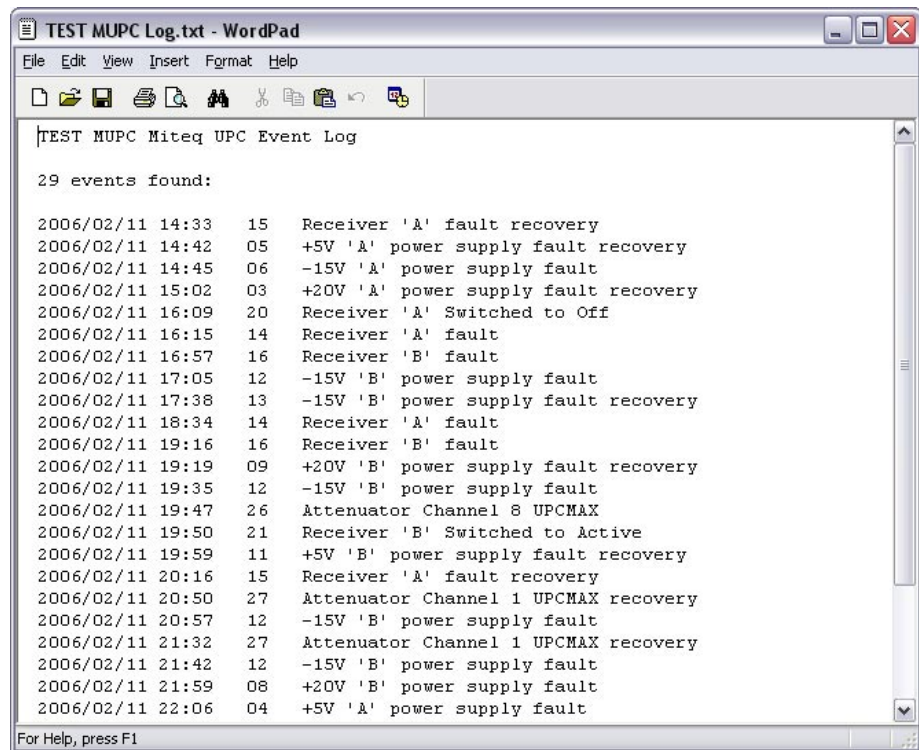 TEST MUPC Log.txt - WordPad
File Edit View Insert Format Help
TEST MUPC Miteq UPC Event Log
29 events found:
2006/02/11 14:33 15 Receiver 'A' fault recovery
2006/02/11 14:42 05 +5V 'A' power supply fault recovery
2006/02/11 14:45 06 -15V 'A' power supply fault
2006/02/11 15:02 03 +20V 'A' power supply fault recovery
2006/02/11 16:09 20 Receiver 'A' Switched to Off
2006/02/11 16:15 14 Receiver 'A' fault
2006/02/11 16:57 16 Receiver 'B' fault
2006/02/11 17:05 12 -15V 'B' power supply fault
2006/02/11 17:38 13 -15V 'B' power supply fault recovery
2006/02/11 18:34 14 Receiver 'A' fault
2006/02/11 19:16 16 Receiver 'B' fault
2006/02/11 19:19 09 +20V 'B' power supply fault recovery
2006/02/11 19:35 12 -15V 'B' power supply fault
2006/02/11 19:47 26 Attenuator Channel 8 UPCMAX
2006/02/11 19:50 21 Receiver 'B' Switched to Active
2006/02/11 19:59 11 +5V 'B' power supply fault recovery
2006/02/11 20:16 15 Receiver 'A' fault recovery
2006/02/11 20:50 27 Attenuator Channel 1 UPCMAX recovery
2006/02/11 20:57 12 -15V 'B' power supply fault
2006/02/11 21:32 27 Attenuator Channel 1 UPCMAX recovery
2006/02/11 21:42 12 -15V 'B' power supply fault
2006/02/11 21:59 08 +20V 'B' power supply fault
2006/02/11 22:06 04 +5V 'A' power supply fault
For Help, press F1